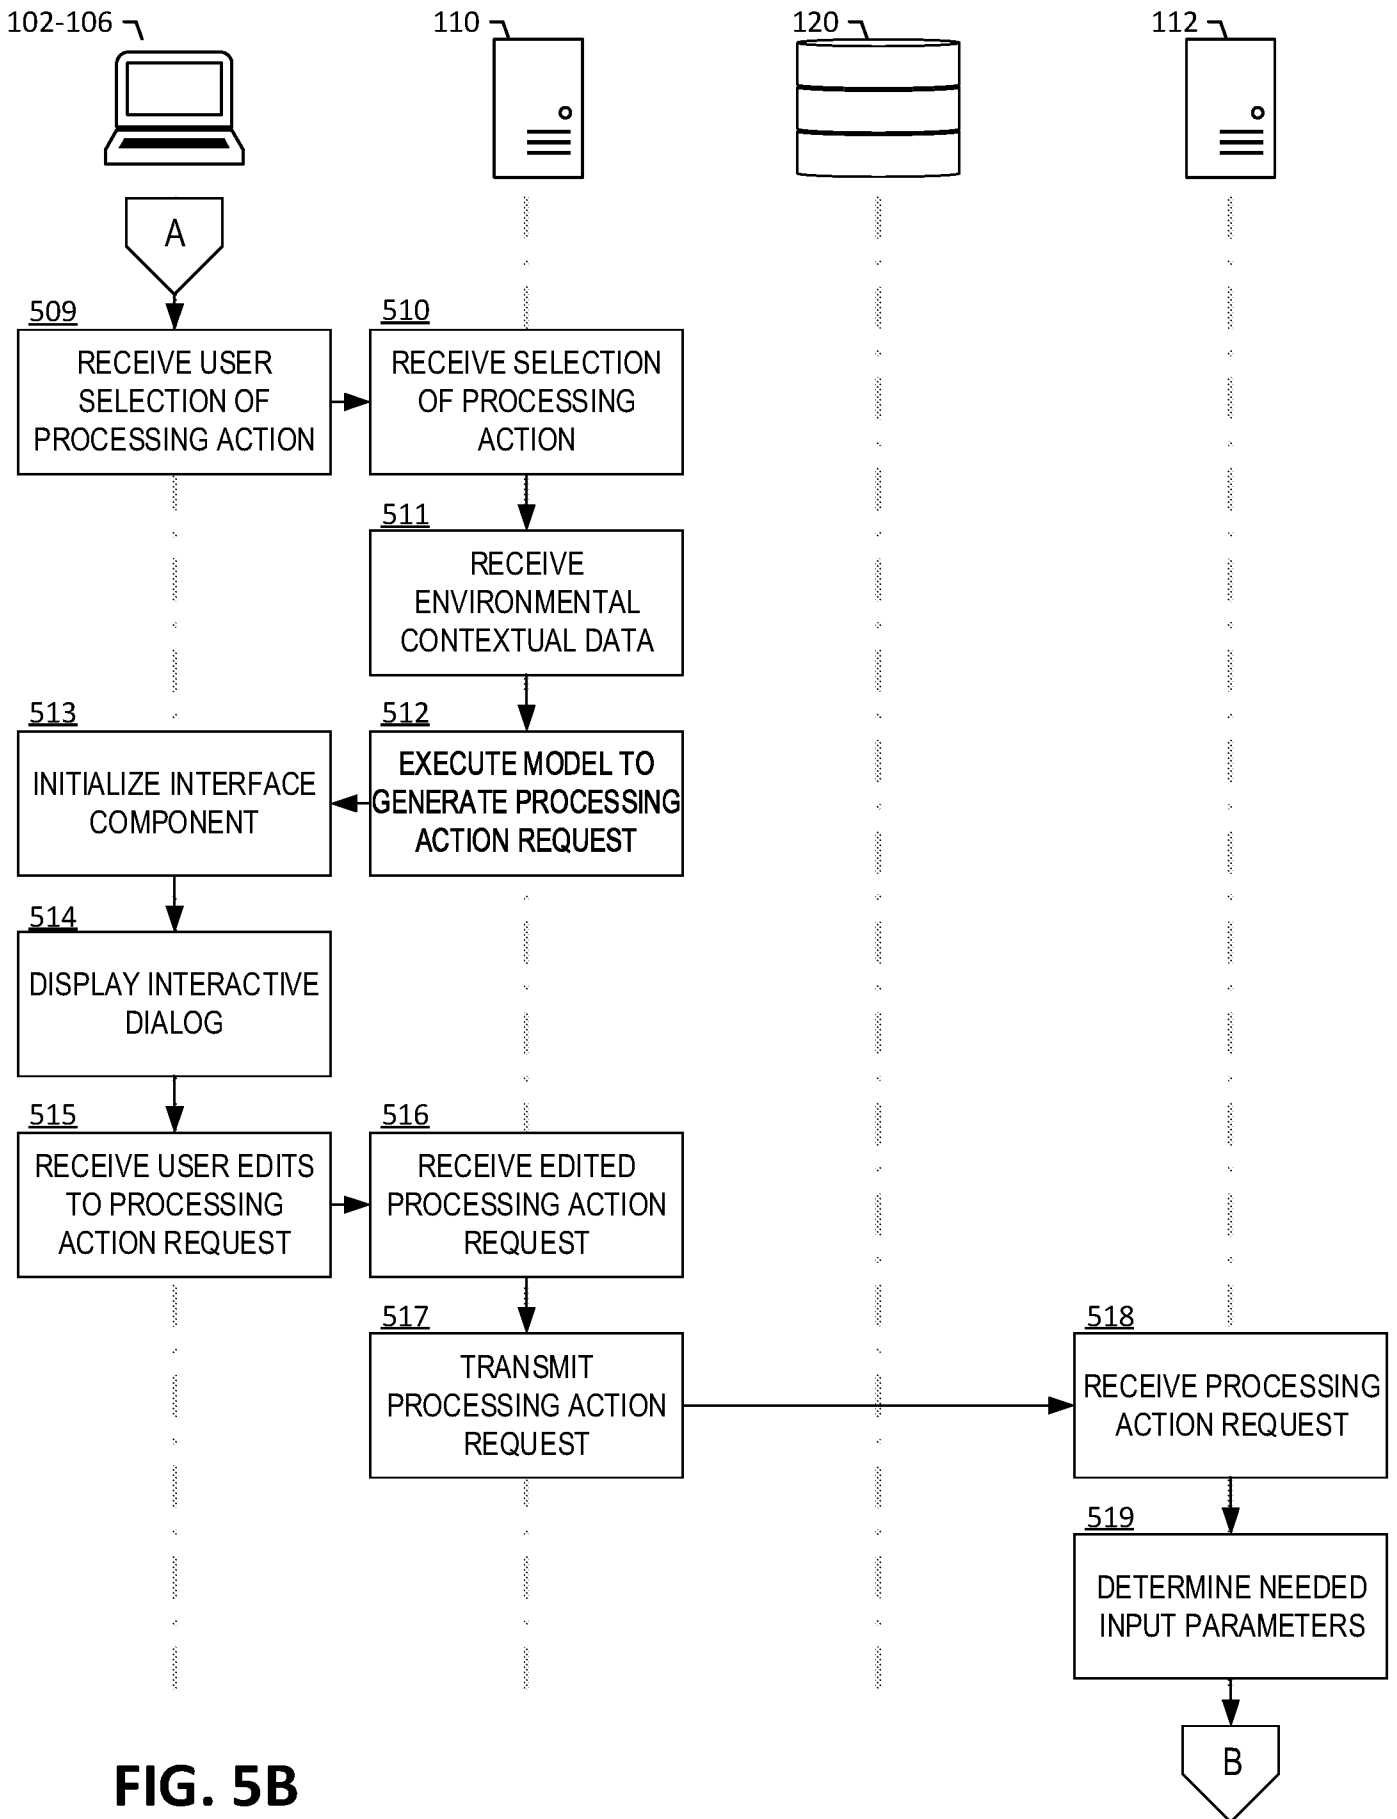 102-106
110
120
112
A
509
RECEIVE USER
SELECTION OF
PROCESSING ACTION
510
RECEIVE SELECTION
OF PROCESSING
ACTION
511
RECEIVE
ENVIRONMENTAL
CONTEXTUAL DATA
513
INITIALIZE INTERFACE
COMPONENT
512
EXECUTE MODEL TO
GENERATE PROCESSING
ACTION REQUEST
514
DISPLAY INTERACTIVE
DIALOG
515
RECEIVE USER EDITS
TO PROCESSING
ACTION REQUEST
516
RECEIVE EDITED
PROCESSING ACTION
REQUEST
517
TRANSMIT
PROCESSING ACTION
REQUEST
518
RECEIVE PROCESSING
ACTION REQUEST
519
DETERMINE NEEDED
INPUT PARAMETERS
B
FIG. 5B